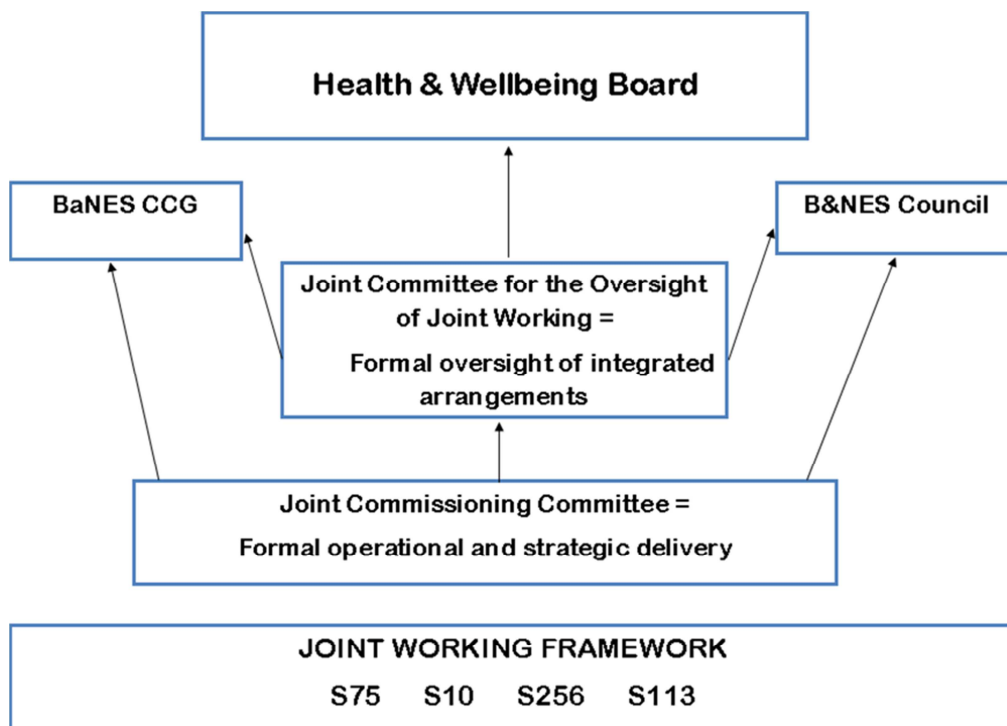 Health & Wellbeing Board
BaNES CCG
B&NES Council
Joint Committee for the Oversight
of Joint Working =
Formal oversight of integrated
arrangements
Joint Commissioning Committee =
Formal operational and strategic delivery
JOINT WORKING FRAMEWORK
S75 S10 S256 S113